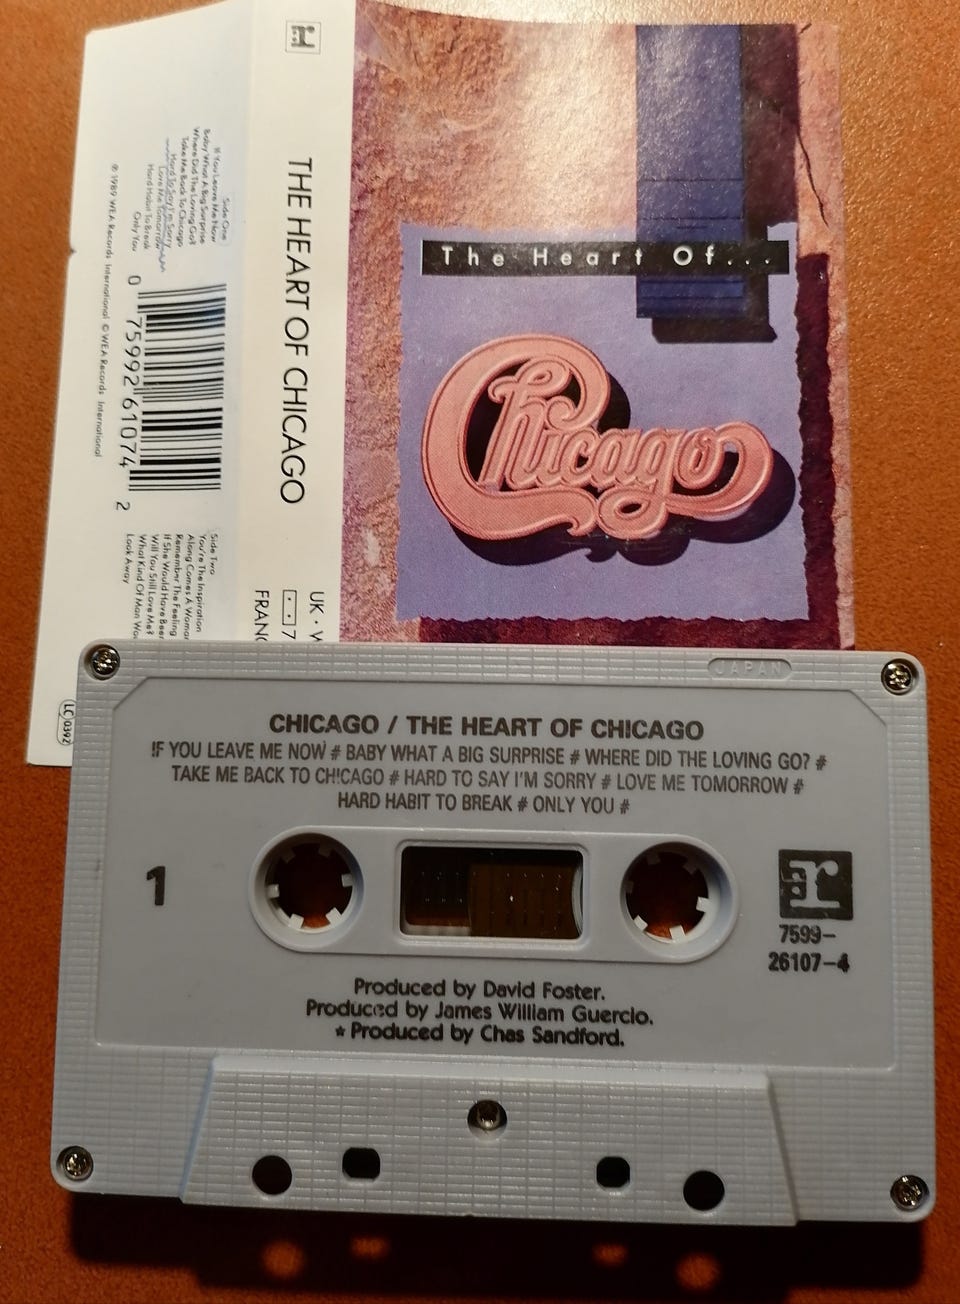 The Heart Of...
Chicago
THE HEART OF CHICAGO
UK: W
7
FRANC
Side One
If You Leave Me Now
Baby What A Big Surprise
Where Did The Loving Go?
Take Me Back To Chicago
Hard To Say I'm Sorry
Love Me Tomorrow
Hard Habit To Break
Only You
0 75992 61074 2
Side Two
You're The Inspiration
Along Comes A Woman
Remember The Feeling
If She Would Have Been
Will You Still Love Me?
What Kind Of Man Wou
Look Away
℗ 1989 WEA Records International © WEA Records International
LC 0392
JAPAN
CHICAGO / THE HEART OF CHICAGO
IF YOU LEAVE ME NOW # BABY WHAT A BIG SURPRISE # WHERE DID THE LOVING GO? #
TAKE ME BACK TO CHICAGO # HARD TO SAY I'M SORRY # LOVE ME TOMORROW #
HARD HABIT TO BREAK # ONLY YOU #
1
r
7599-
26107-4
Produced by David Foster.
Produced by James William Guercio.
★ Produced by Chas Sandford.